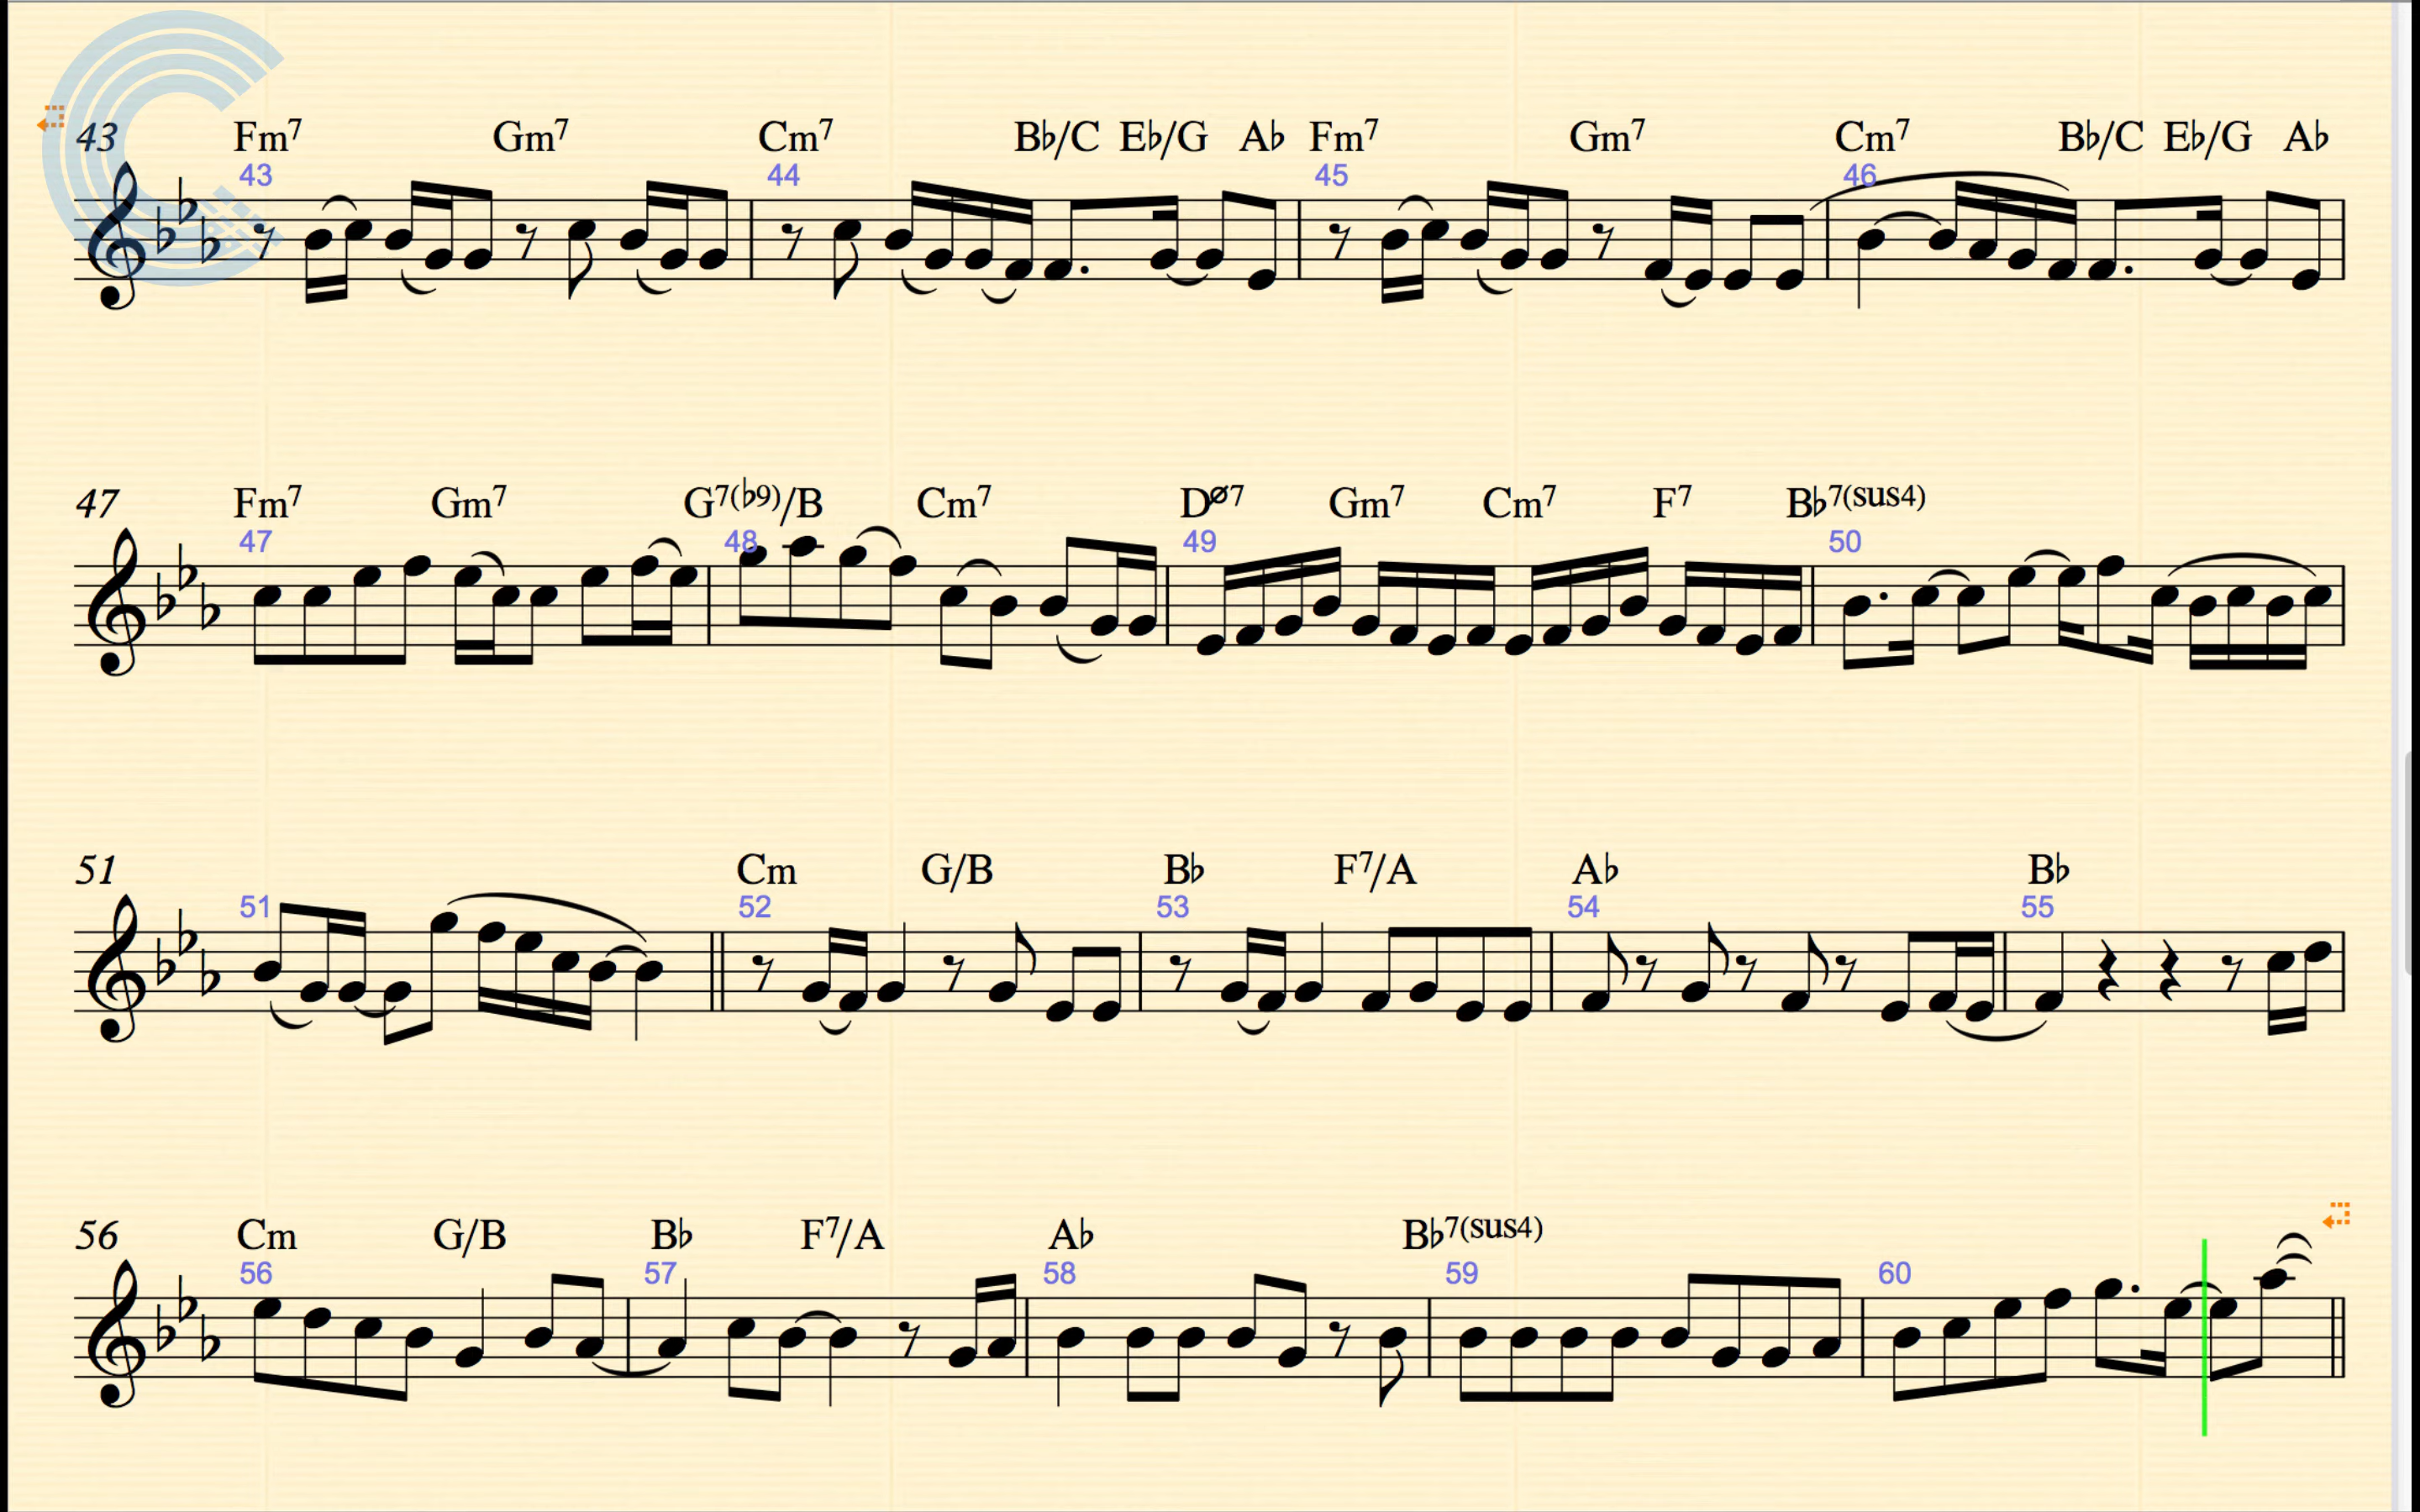 43 Fm7 Gm7 Cm7 B♭/C E♭/G A♭ Fm7 Gm7 Cm7 B♭/C E♭/G A♭
43 44 45 46
47 Fm7 Gm7 G7(♭9)/B Cm7 Dø7 Gm7 Cm7 F7 B♭7(sus4)
47 48 49 50
51 Cm G/B B♭ F7/A A♭ B♭
51 52 53 54 55
56 Cm G/B B♭ F7/A A♭ B♭7(sus4)
56 57 58 59 60